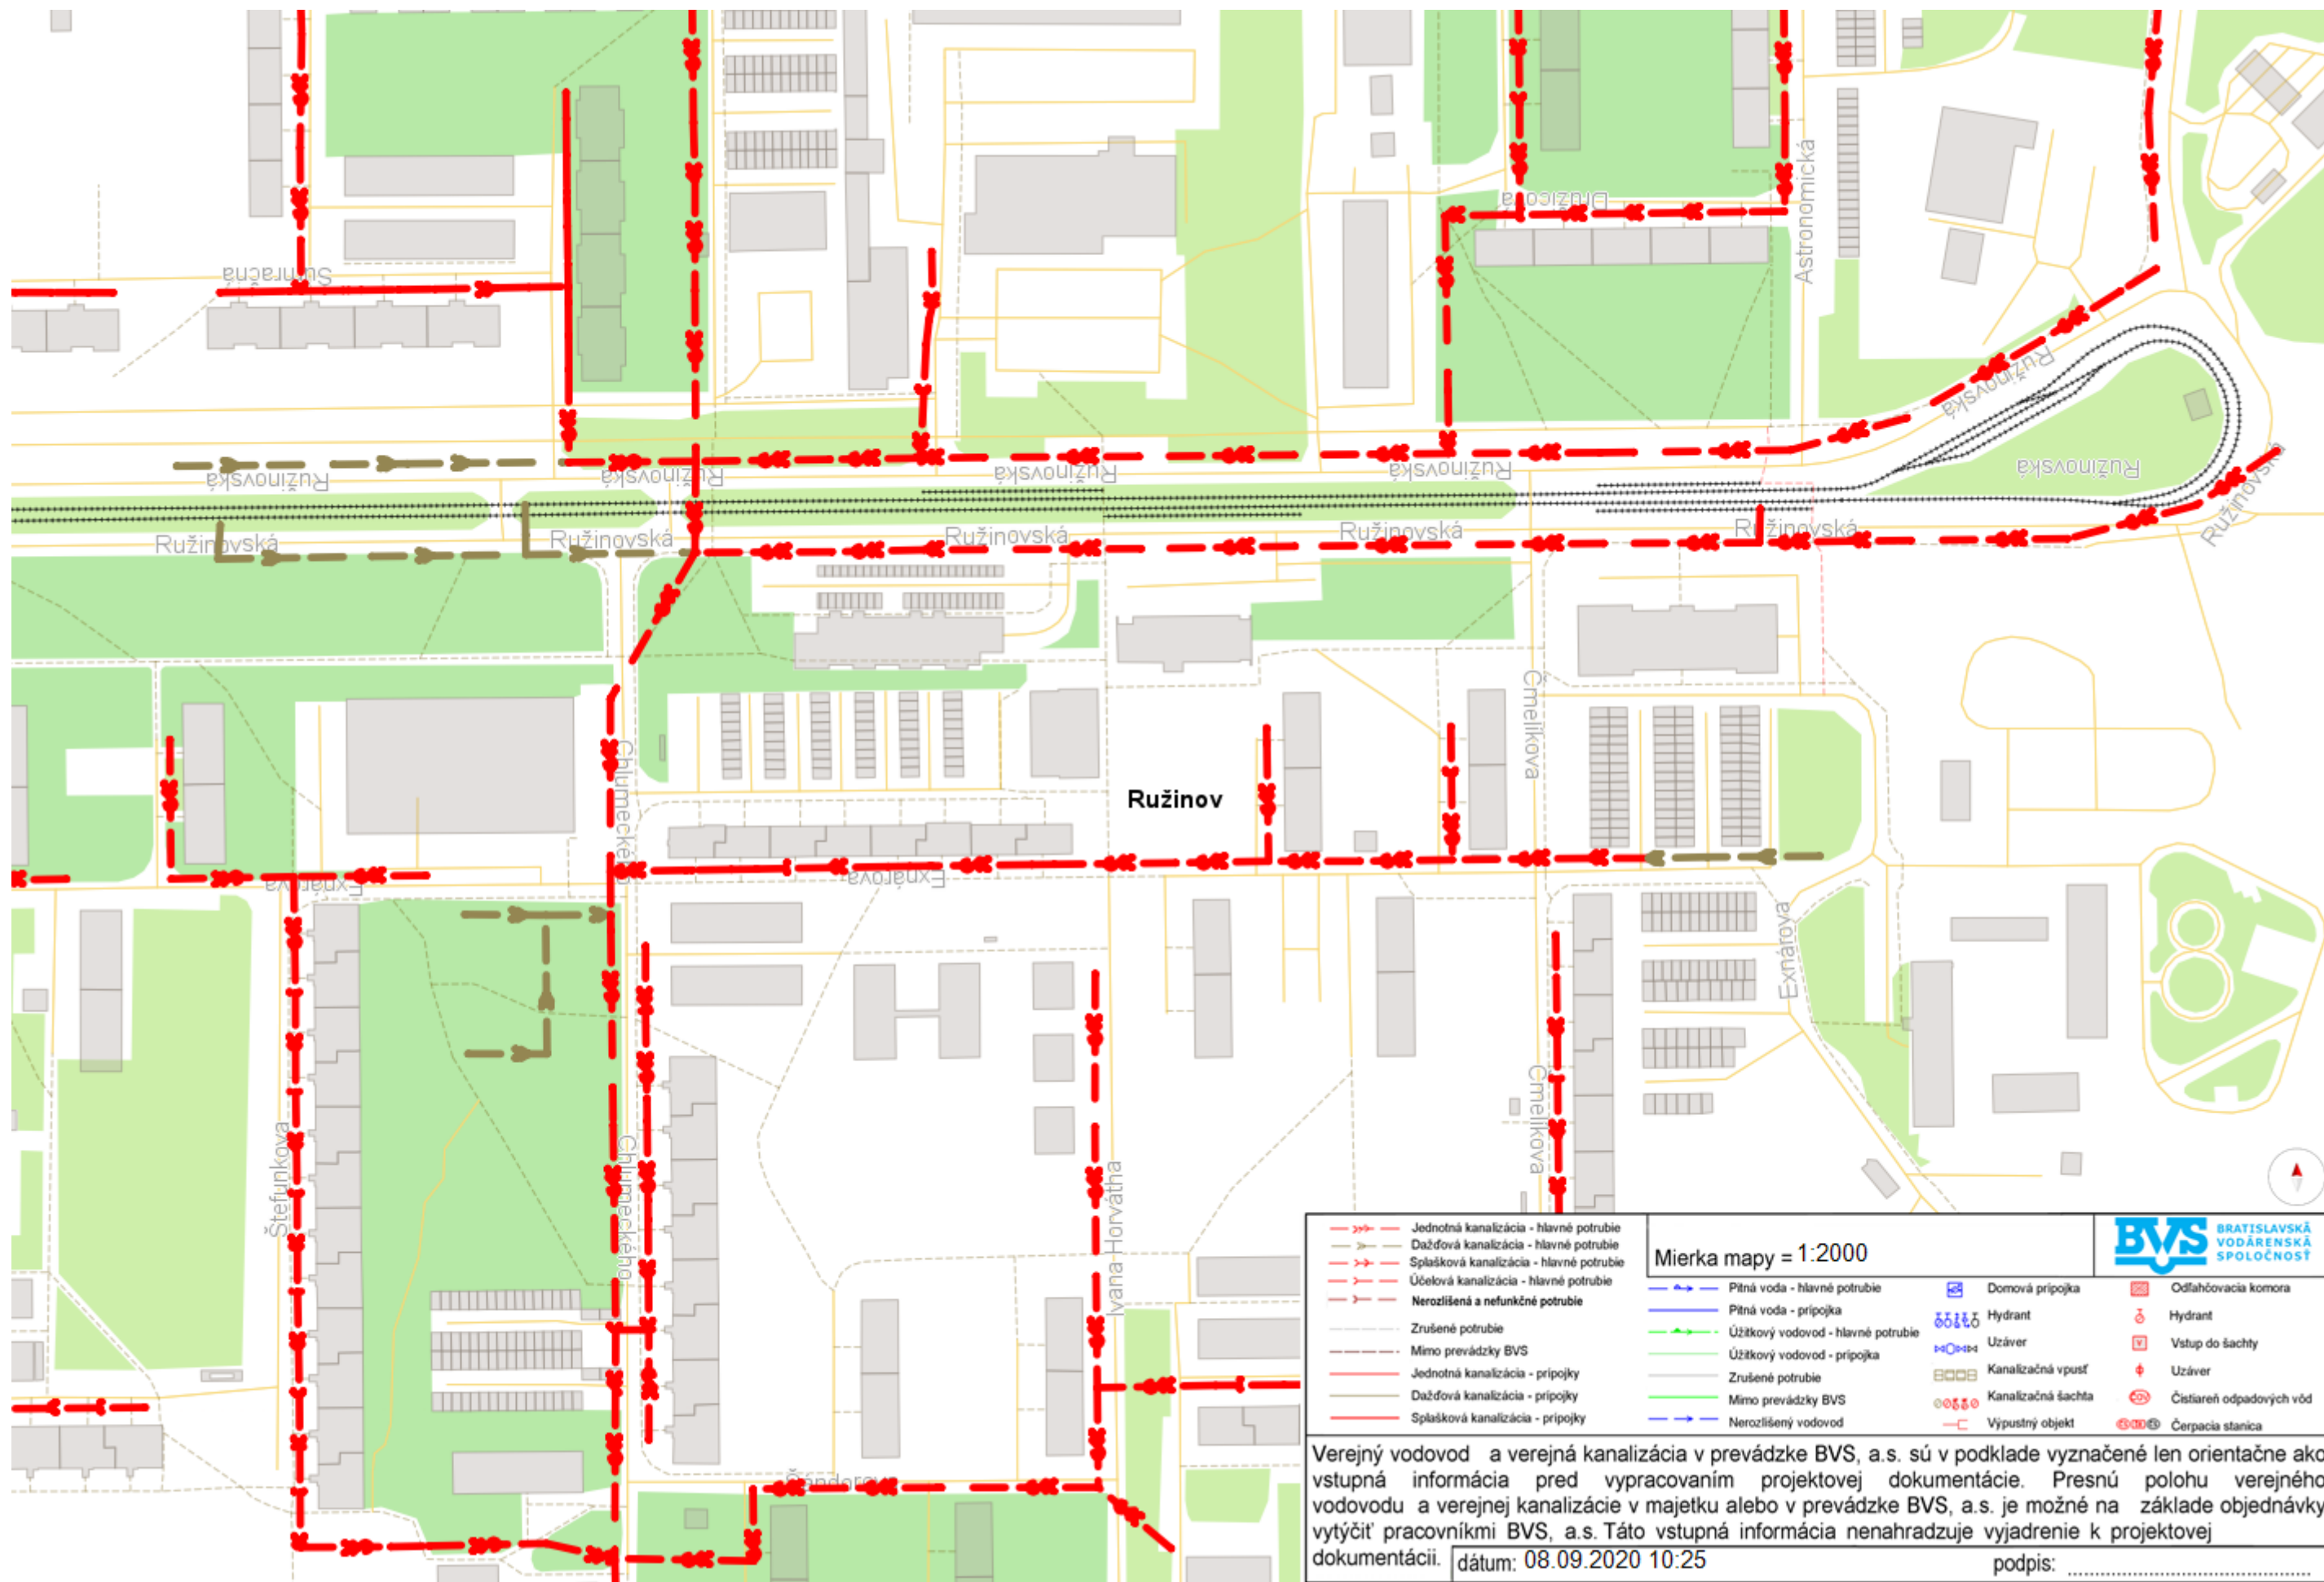 Astronomická
Družicová
Súmračná
Ružinovská
Ružinovská
Ružinovská
Ružinovská
Ružinovská
Ružinovská
Ružinovská
Ružinovská
Ružinovská
Ružinovská
Ružinovská
Ružinovská
Ružinovská
Čmelíkova
Chlumeckého
Ružinov
Exnárova
Exnárova
Exnárova
Štefunkova
Chlumeckého
Ivana Horvátha
Čmelíkova
Šándorova
Jednotná kanalizácia - hlavné potrubie
Dažďová kanalizácia - hlavné potrubie
Splašková kanalizácia - hlavné potrubie
Účelová kanalizácia - hlavné potrubie
Nerozlíšená a nefunkčné potrubie
Zrušené potrubie
Mimo prevádzky BVS
Jednotná kanalizácia - prípojky
Dažďová kanalizácia - prípojky
Splašková kanalizácia - prípojky
Mierka mapy = 1:2000
BVS BRATISLAVSKÁ
VODÁRENSKÁ
SPOLOČNOSŤ
Pitná voda - hlavné potrubie
Pitná voda - prípojka
Úžitkový vodovod - hlavné potrubie
Úžitkový vodovod - prípojka
Zrušené potrubie
Mimo prevádzky BVS
Nerozlíšený vodovod
Domová prípojka
Hydrant
Uzáver
Kanalizačná vpusť
Kanalizačná šachta
Výpustný objekt
Odľahčovacia komora
Hydrant
Vstup do šachty
Uzáver
Čistiareň odpadových vôd
Čerpacia stanica
Verejný vodovod a verejná kanalizácia v prevádzke BVS, a.s. sú v podklade vyznačené len orientačne ako
vstupná informácia pred vypracovaním projektovej dokumentácie. Presnú polohu verejného
vodovodu a verejnej kanalizácie v majetku alebo v prevádzke BVS, a.s. je možné na základe objednávky
vytýčiť pracovníkmi BVS, a.s. Táto vstupná informácia nenahradzuje vyjadrenie k projektovej
dokumentácii.
dátum: 08.09.2020 10:25
podpis: ........................................